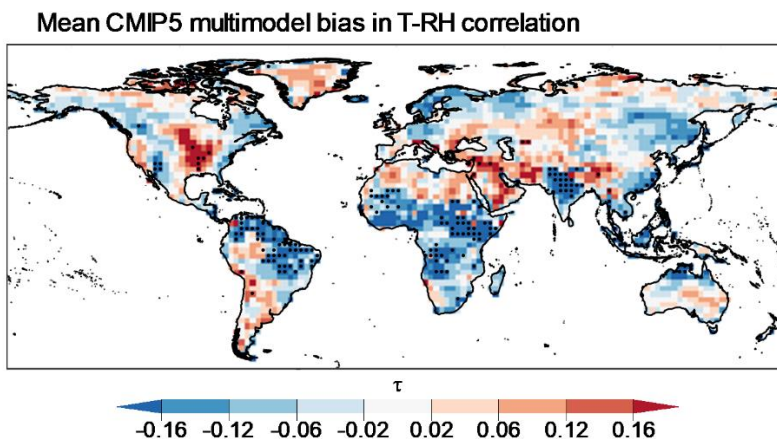 Mean CMIP5 multimodel bias in T-RH correlation
τ
-0.16 -0.12 -0.06 -0.02 0.02 0.06 0.12 0.16